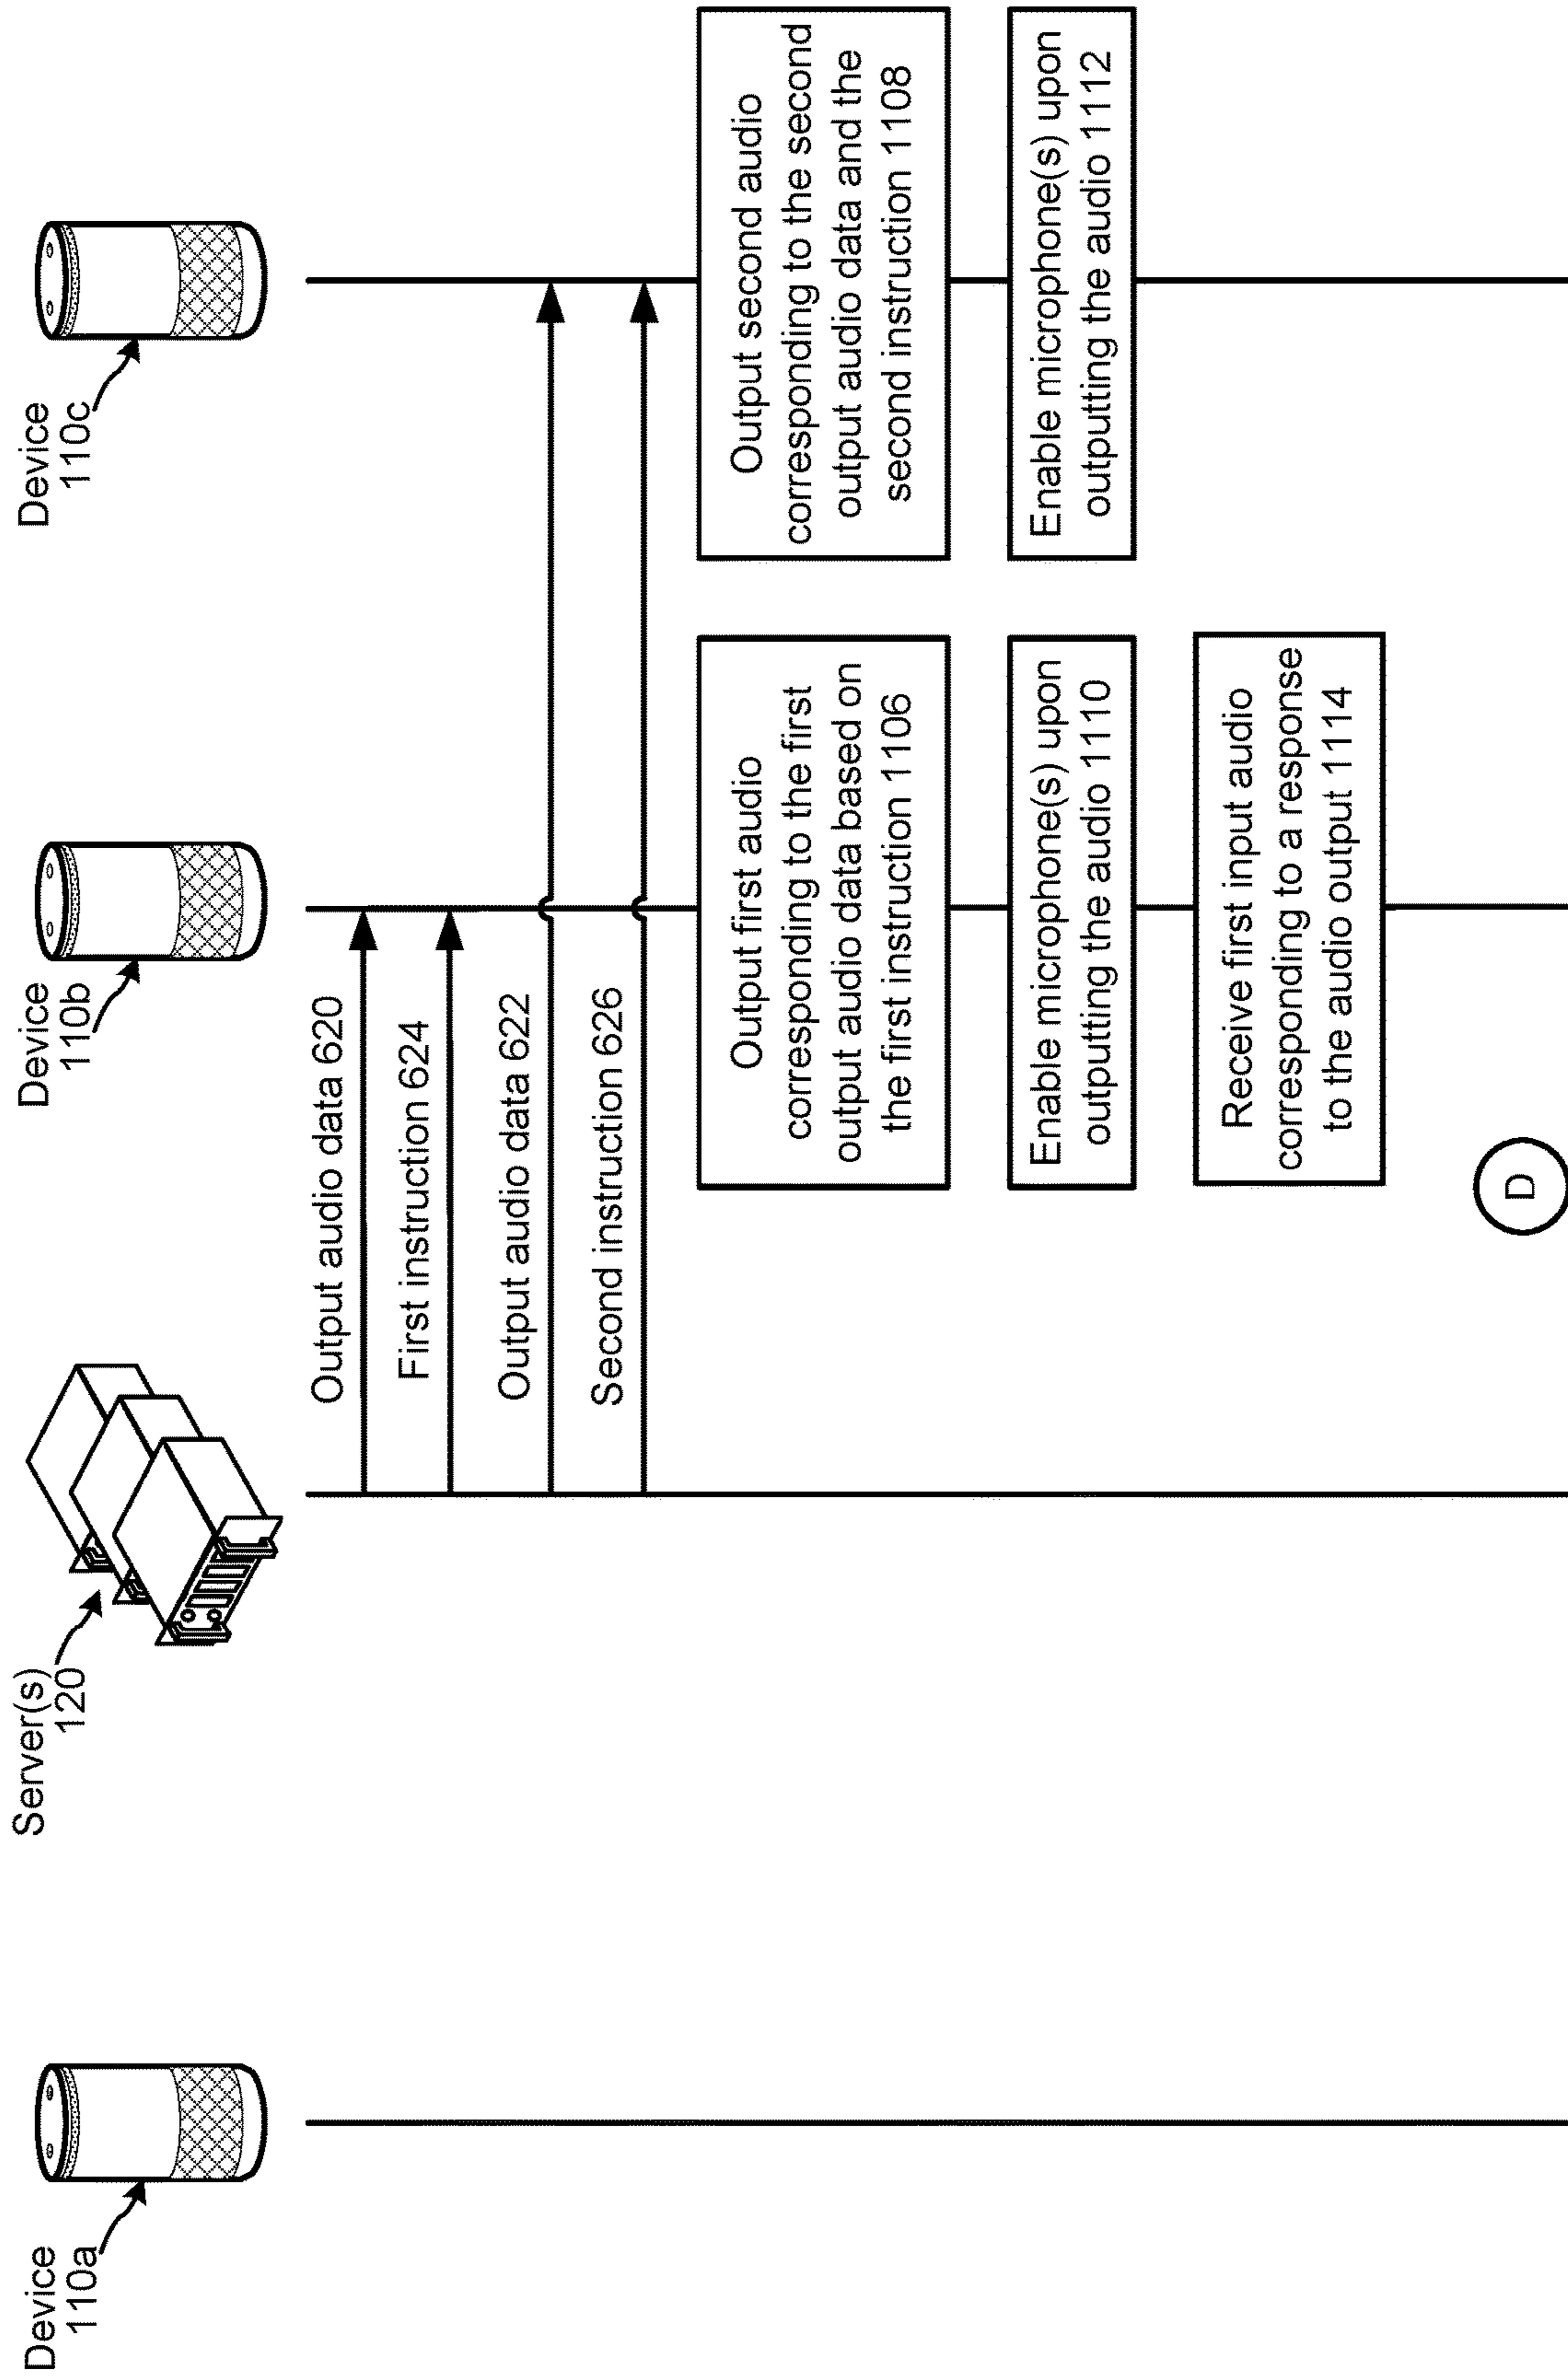 Device
110a
Server(s)
120
Device
110b
Device
110c
Output audio data 620
First instruction 624
Output audio data 622
Second instruction 626
Output first audio
corresponding to the first
output audio data based on
the first instruction 1106
Output second audio
corresponding to the second
output audio data and the
second instruction 1108
Enable microphone(s) upon
outputting the audio 1110
Enable microphone(s) upon
outputting the audio 1112
Receive first input audio
corresponding to a response
to the audio output 1114
D